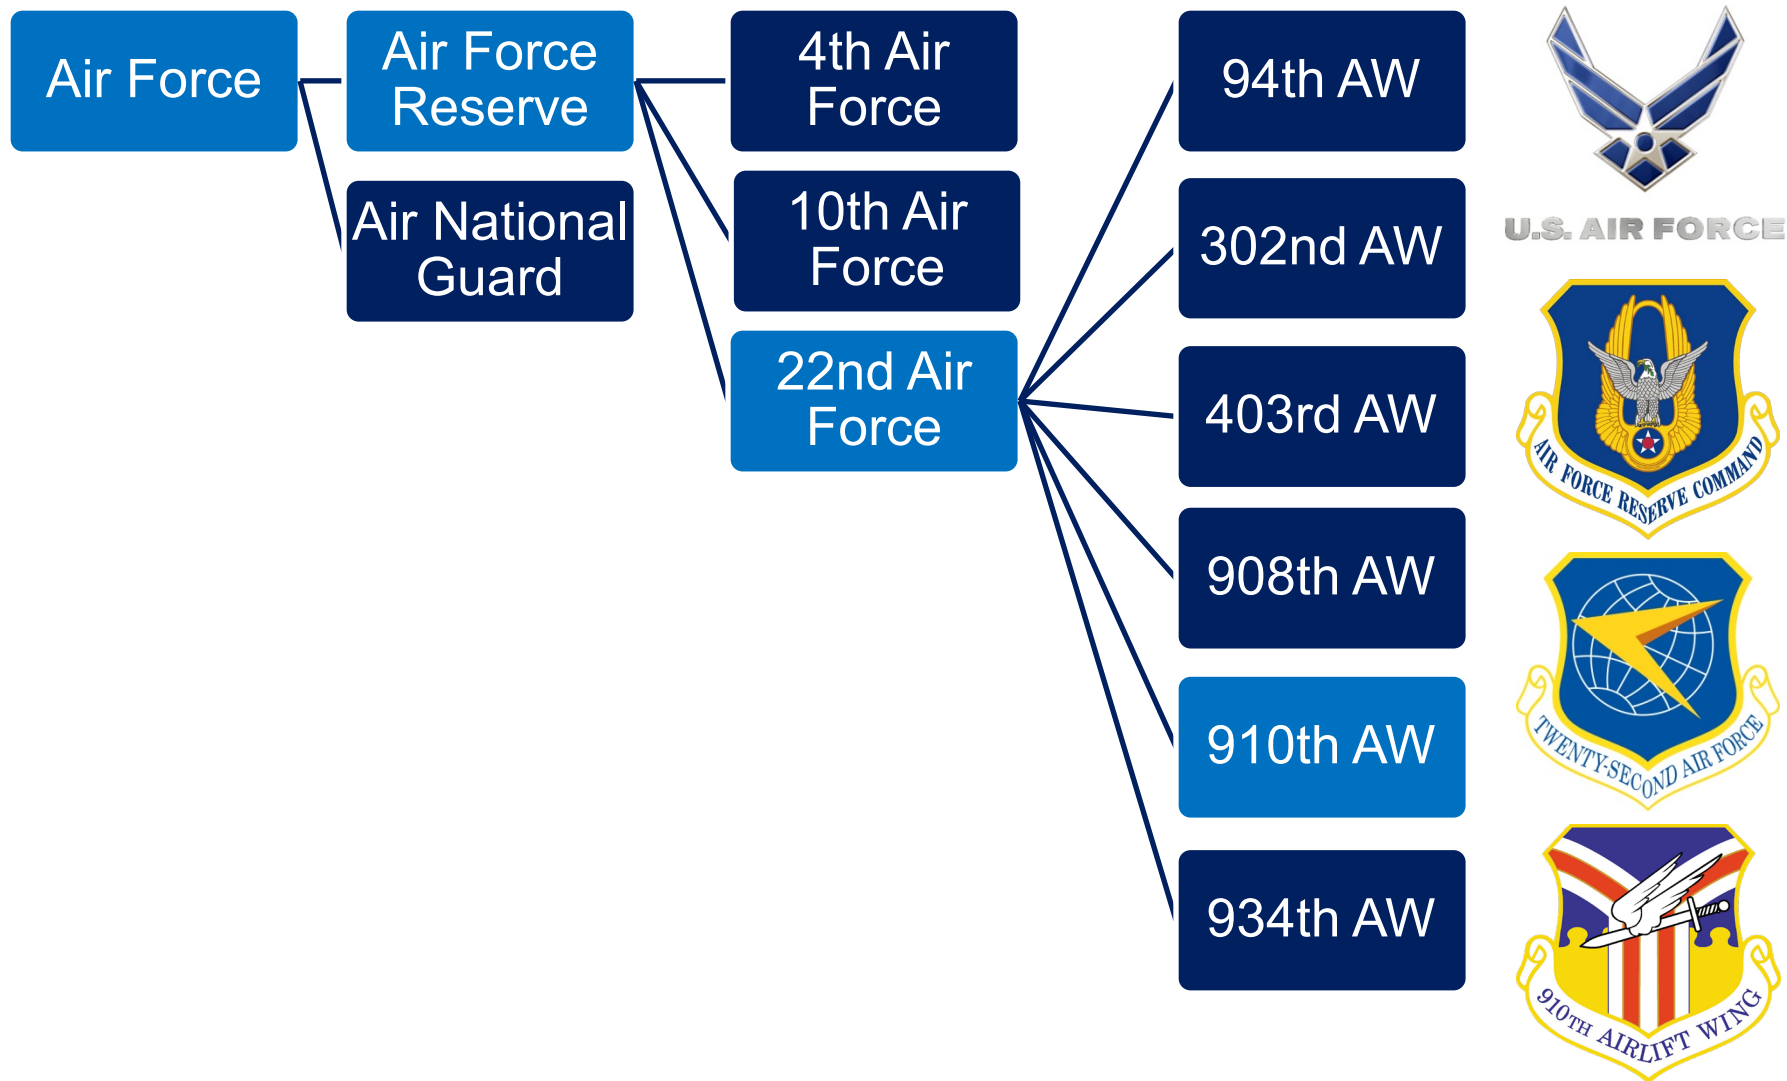 Air Force
Air Force
Reserve
Air National
Guard
4th Air
Force
10th Air
Force
22nd Air
Force
94th AW
302nd AW
403rd AW
908th AW
910th AW
934th AW
U.S. AIR FORCE
AIR FORCE RESERVE COMMAND
TWENTY-SECOND AIR FORCE
910TH AIRLIFT WING